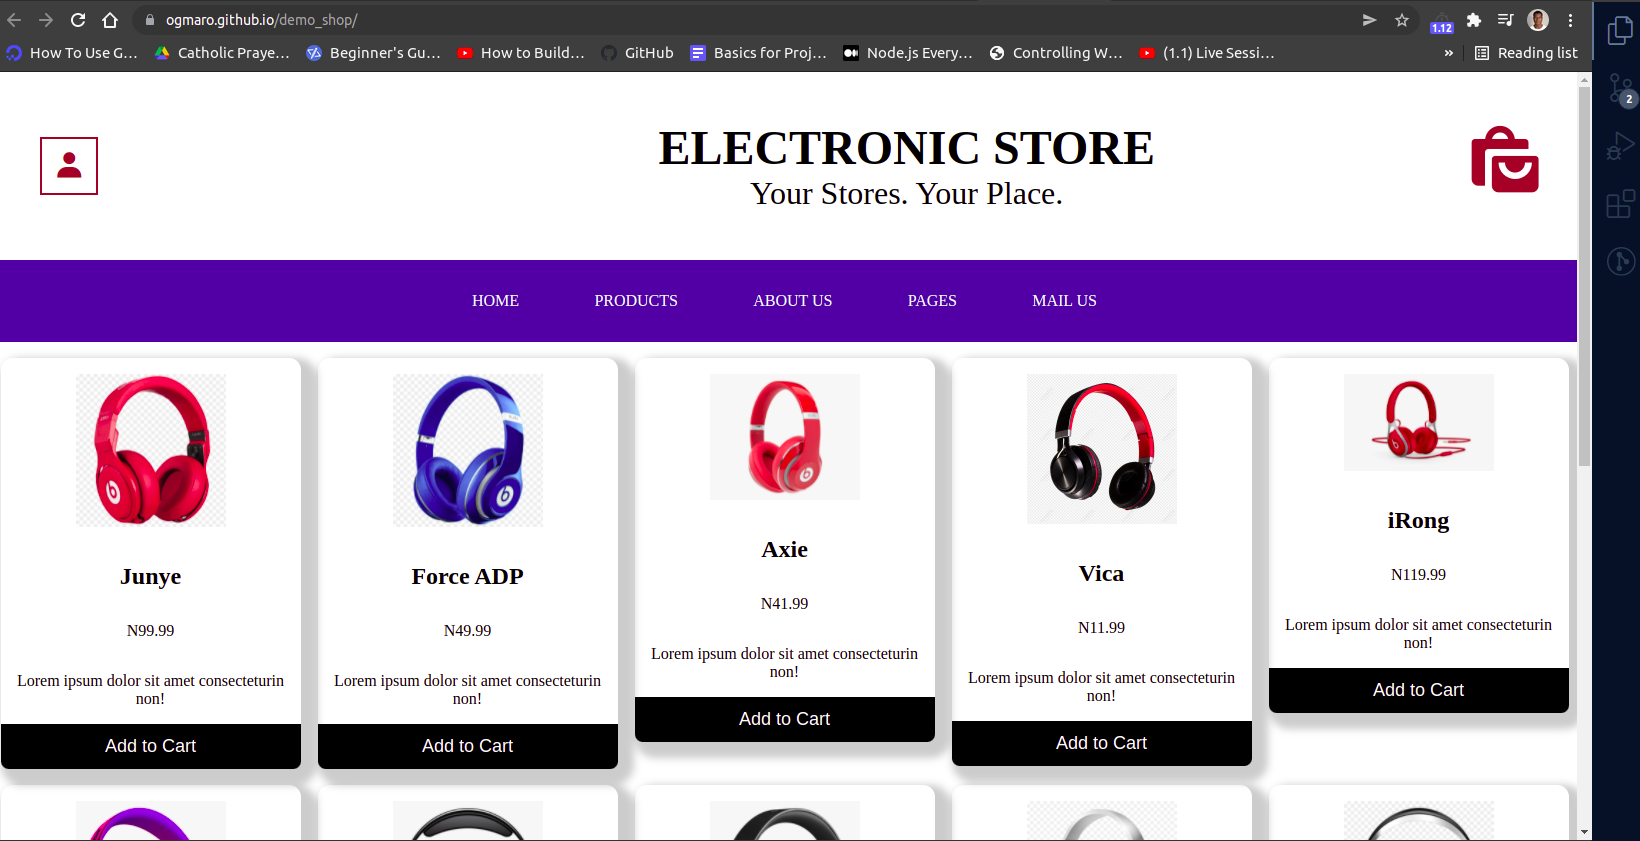 ogmaro.github.io/demo_shop/
1.12
How To Use G...
Catholic Praye...
Beginner's Gu...
How to Build...
GitHub
Basics for Proj...
Node.js Every...
Controlling W...
(1.1) Live Sessi...
»
Reading list
2
ELECTRONIC STORE
Your Stores. Your Place.
HOME
PRODUCTS
ABOUT US
PAGES
MAIL US
Junye
N99.99
Lorem ipsum dolor sit amet consecteturin
non!
Add to Cart
Force ADP
N49.99
Lorem ipsum dolor sit amet consecteturin
non!
Add to Cart
Axie
N41.99
Lorem ipsum dolor sit amet consecteturin
non!
Add to Cart
Vica
N11.99
Lorem ipsum dolor sit amet consecteturin
non!
Add to Cart
iRong
N119.99
Lorem ipsum dolor sit amet consecteturin
non!
Add to Cart